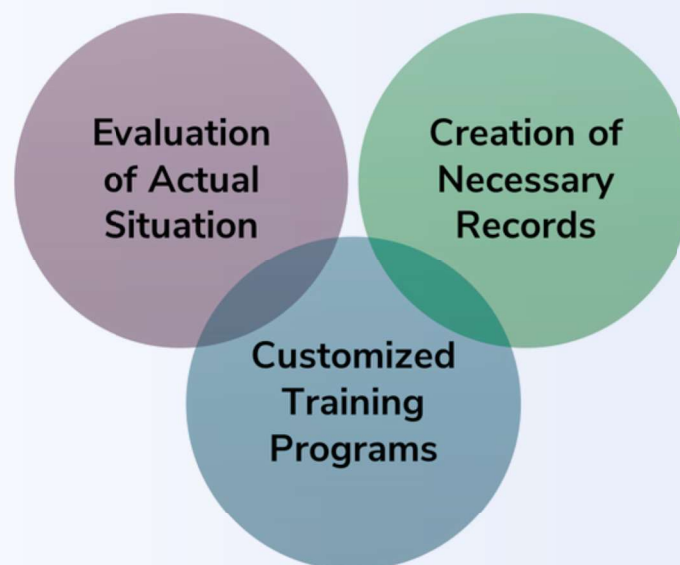 Evaluation
of Actual
Situation
Creation of
Necessary
Records
Customized
Training
Programs